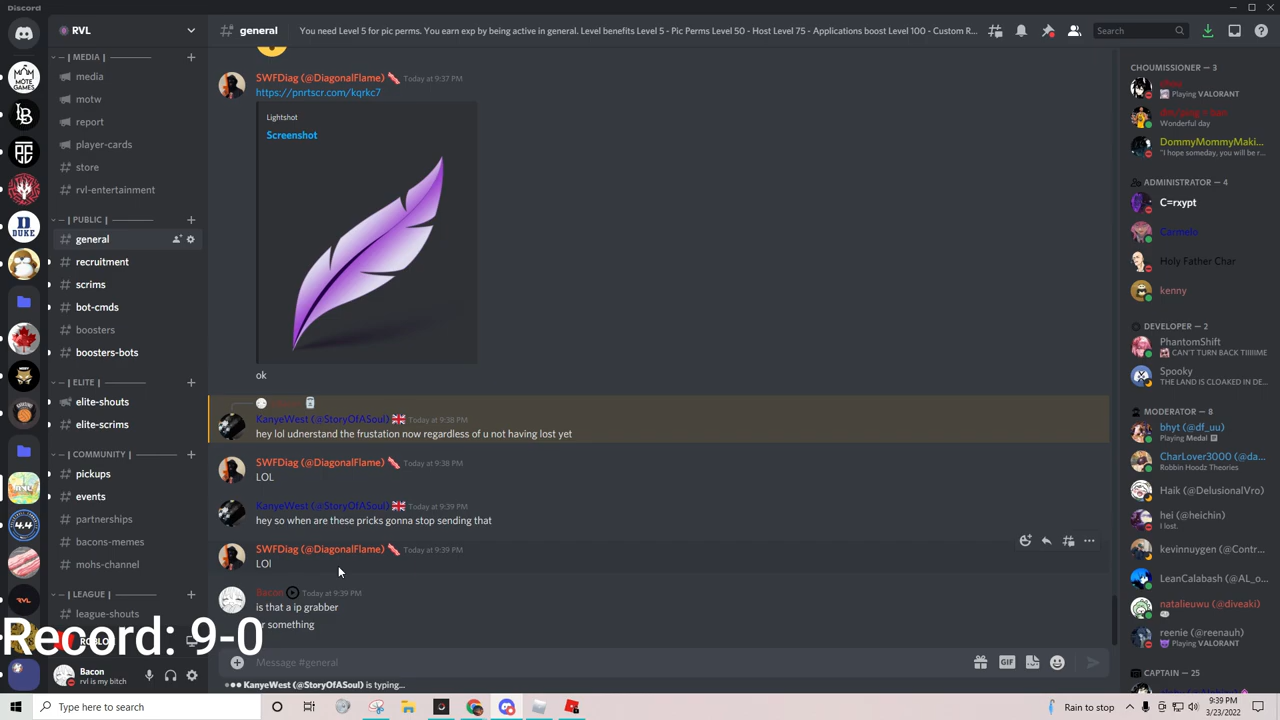 Discord
RVL
general
You need Level 5 for pic perms. You earn exp by being active in general. Level benefits Level 5 - Pic Perms Level 50 - Host Level 75 - Applications boost Level 100 - Custom R...
Search
| MEDIA |
media
motw
report
player-cards
store
rvl-entertainment
| PUBLIC |
general
recruitment
scrims
bot-cmds
boosters
boosters-bots
| ELITE |
elite-shouts
elite-scrims
| COMMUNITY |
pickups
events
partnerships
bacons-memes
mohs-channel
| LEAGUE |
league-shouts
Record: 9-0
Bacon
rvl is my bitch
SWFDiag (@DiagonalFlame) Today at 9:37 PM
https://pnrtscr.com/kqrkc7
Lightshot
Screenshot
ok
KanyeWest (@StoryOfASoul) Today at 9:38 PM
hey lol udnerstand the frustation now regardless of u not having lost yet
SWFDiag (@DiagonalFlame) Today at 9:38 PM
LOL
KanyeWest (@StoryOfASoul) Today at 9:39 PM
hey so when are these pricks gonna stop sending that
SWFDiag (@DiagonalFlame) Today at 9:39 PM
LOl
Bacon Today at 9:39 PM
is that a ip grabber
or something
Message #general
GIF
KanyeWest (@StoryOfASoul) is typing...
CHOUMISSIONER — 3
Playing VALORANT
Wonderful day
DommyMommyMaki...
"I hope someday, you will be r...
ADMINISTRATOR — 4
C=rxypt
Carmelo
Holy Father Char
kenny
DEVELOPER — 2
PhantomShift
CAN'T TURN BACK TIIIIIME
Spooky
THE LAND IS CLOAKED IN DE...
MODERATOR — 8
bhyt (@df_uu)
Playing Medal
CharLover3000 (@da...
Robbin Hoodz Theories
Haik (@DelusionalVro)
hei (@heichin)
I lost.
kevinnuygen (@Contr...
LeanCalabash (@AL_o...
natalieuwu (@diveaki)
reenie (@reenauh)
Playing VALORANT
CAPTAIN — 25
Type here to search
Rain to stop
9:39 PM
3/23/2022